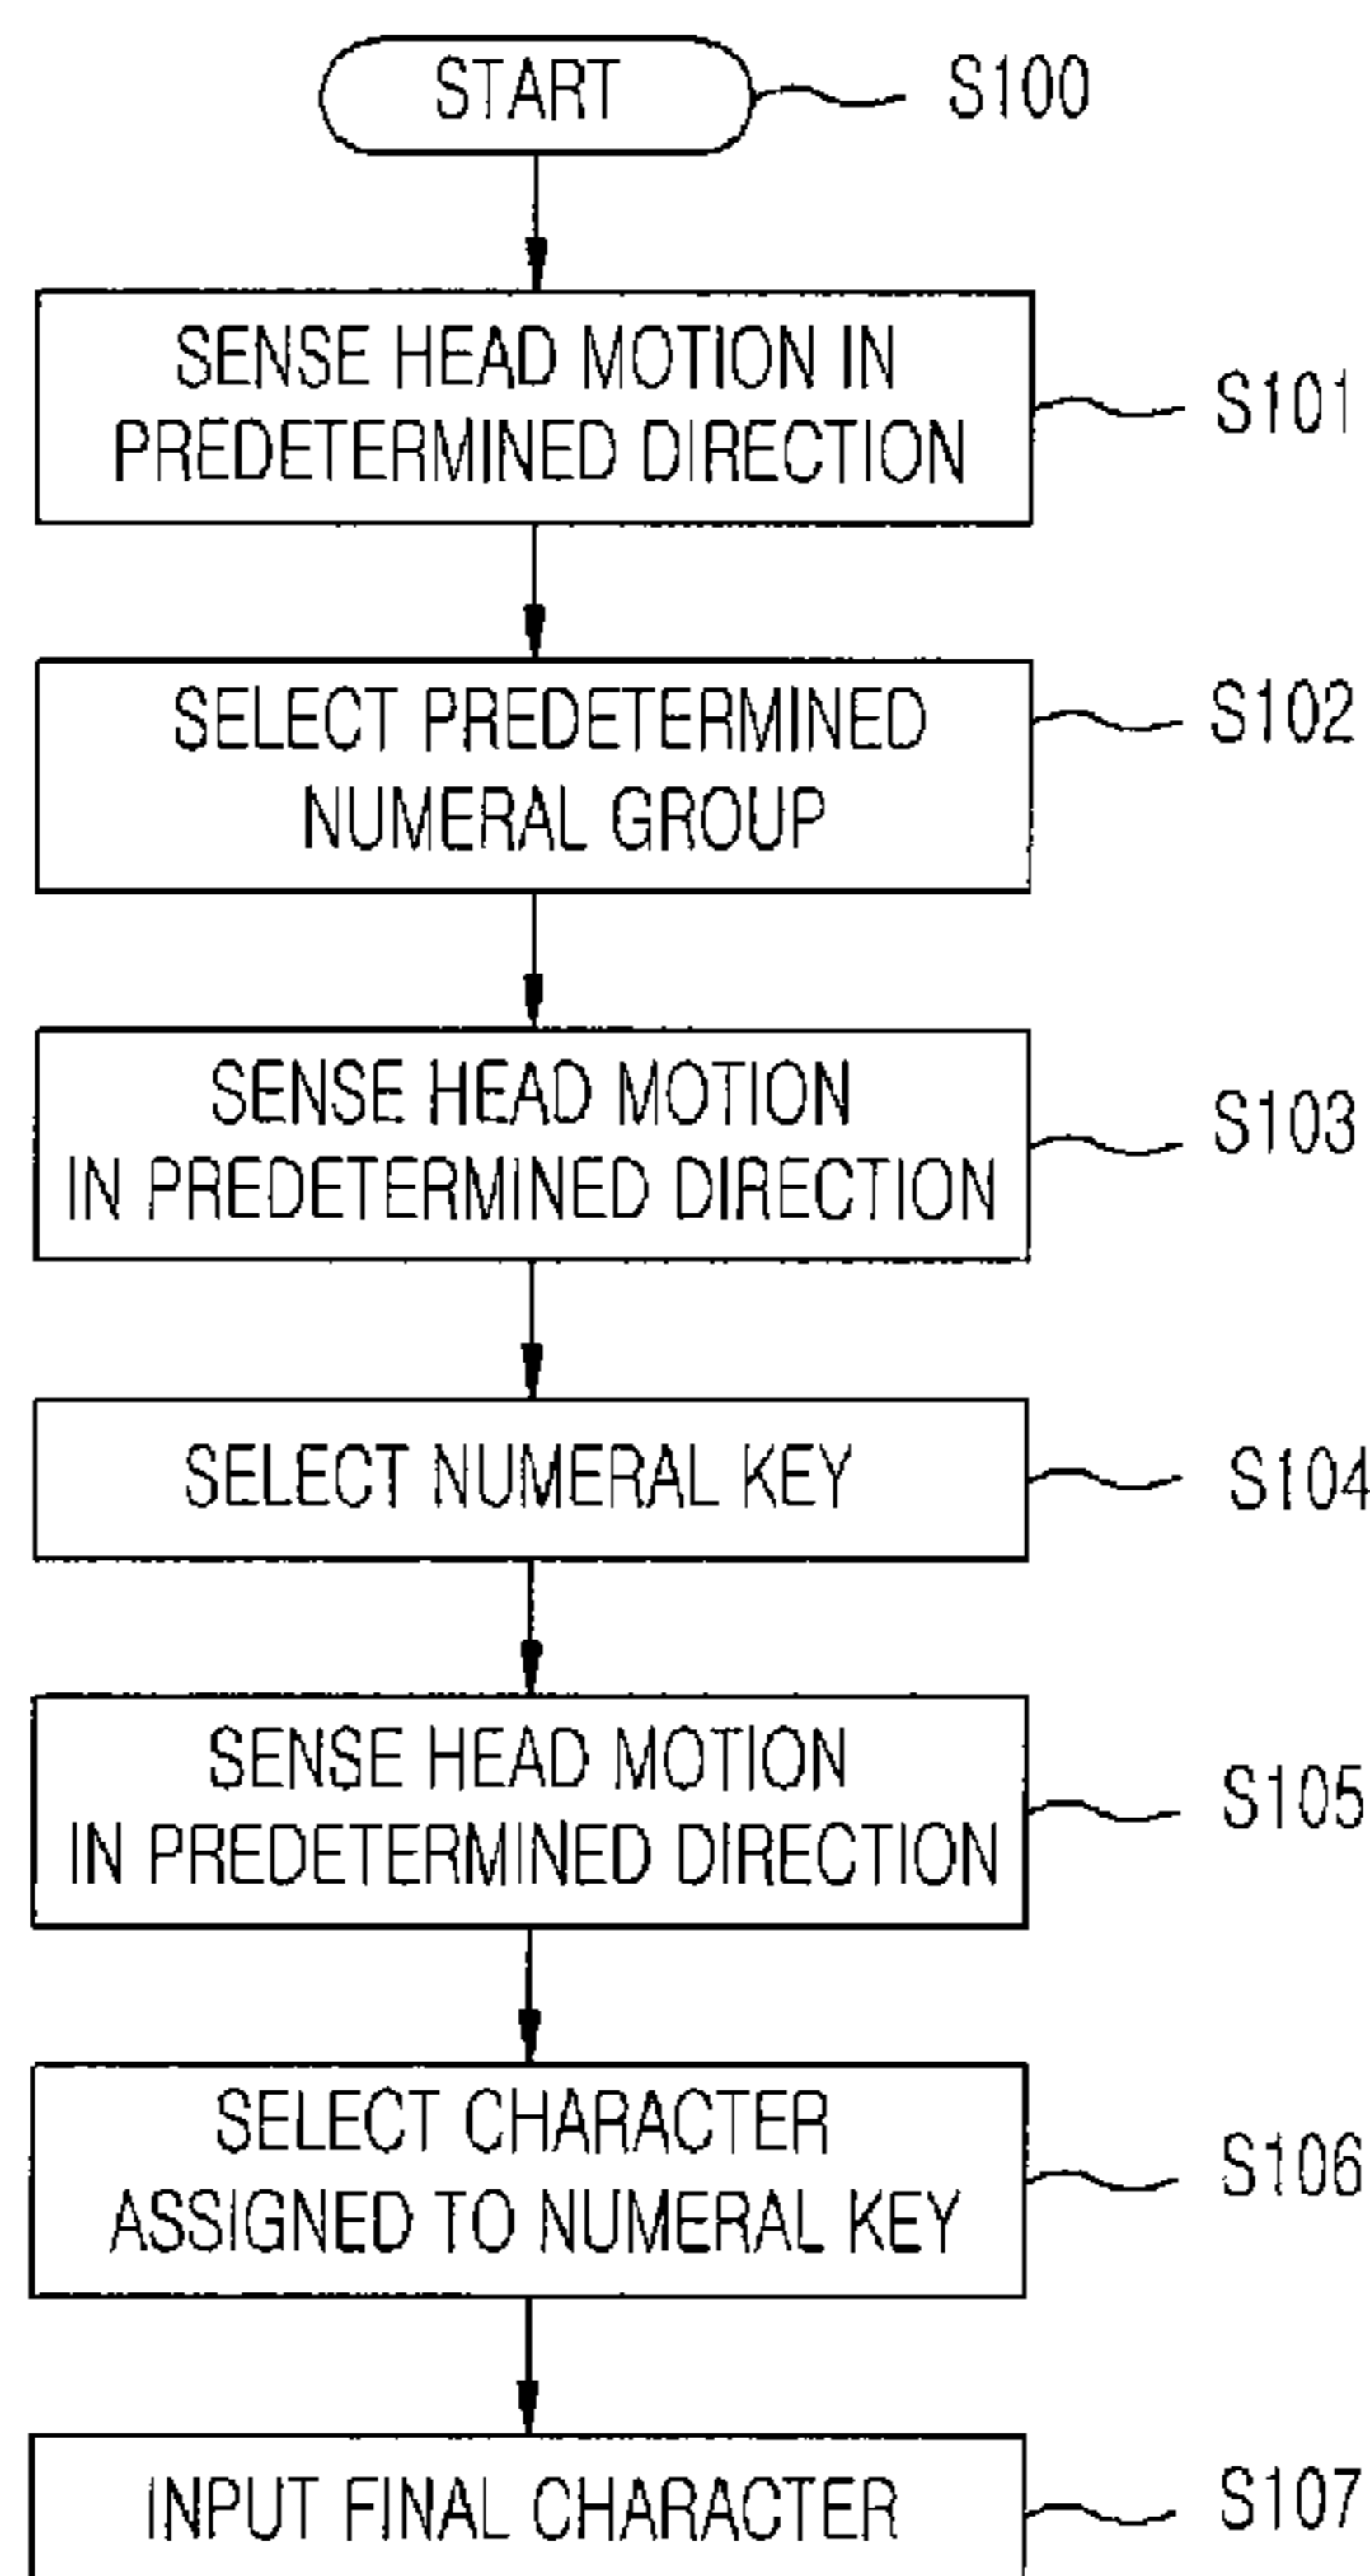 START
S100
SENSE HEAD MOTION IN
PREDETERMINED DIRECTION
S101
SELECT PREDETERMINED
NUMERAL GROUP
S102
SENSE HEAD MOTION
IN PREDETERMINED DIRECTION
S103
SELECT NUMERAL KEY
S104
SENSE HEAD MOTION
IN PREDETERMINED DIRECTION
S105
SELECT CHARACTER
ASSIGNED TO NUMERAL KEY
S106
INPUT FINAL CHARACTER
S107